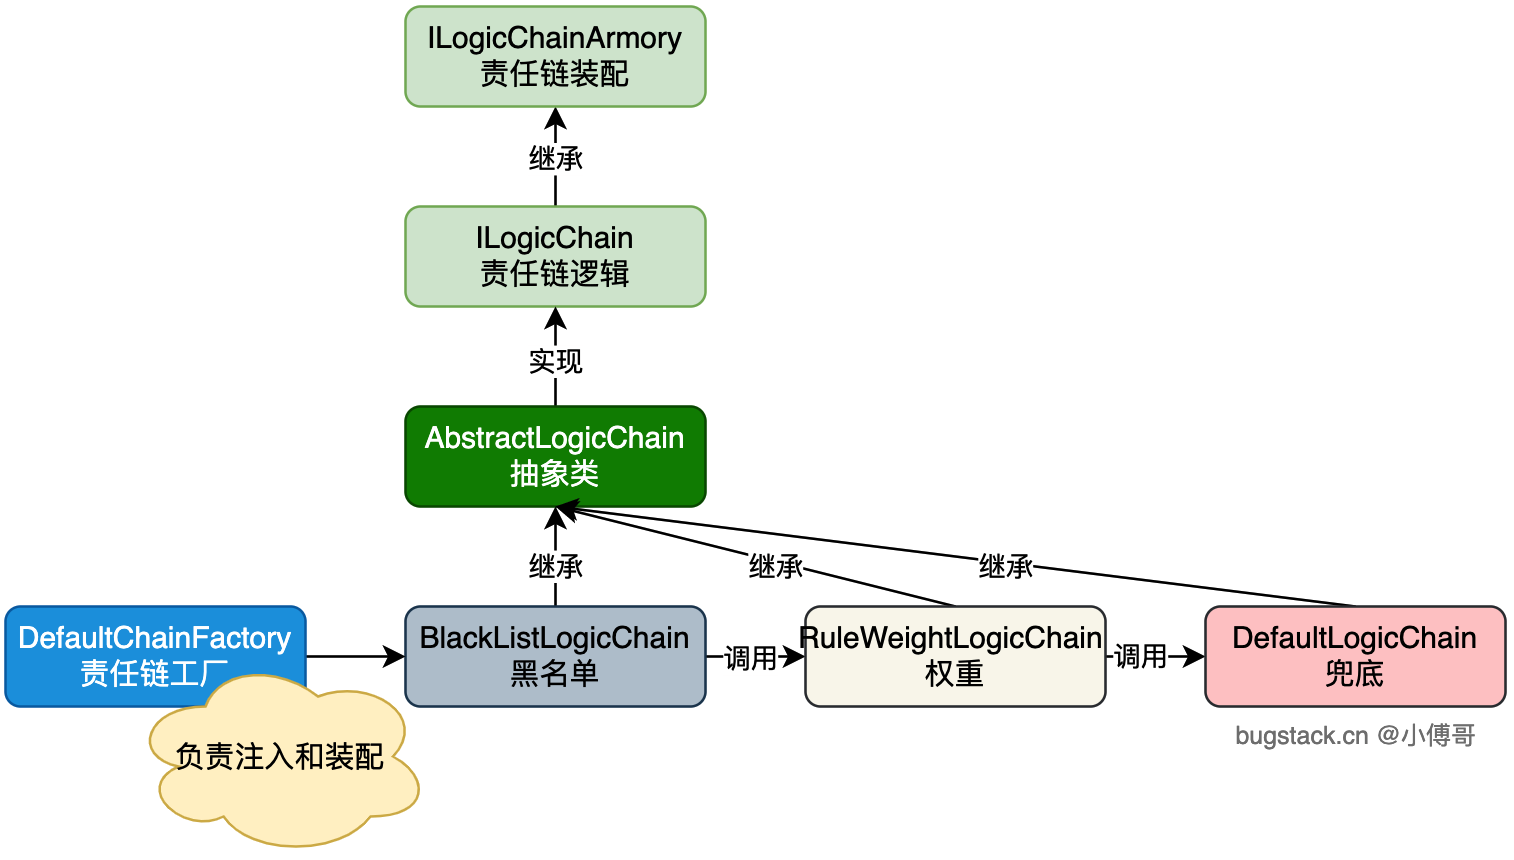 ILogicChainArmory
责任链装配
继承
ILogicChain
责任链逻辑
实现
AbstractLogicChain
抽象类
继承
继承
继承
DefaultChainFactory
责任链工厂
BlackListLogicChain
黑名单
调用
RuleWeightLogicChain
权重
调用
DefaultLogicChain
兜底
负责注入和装配
bugstack.cn @小傅哥